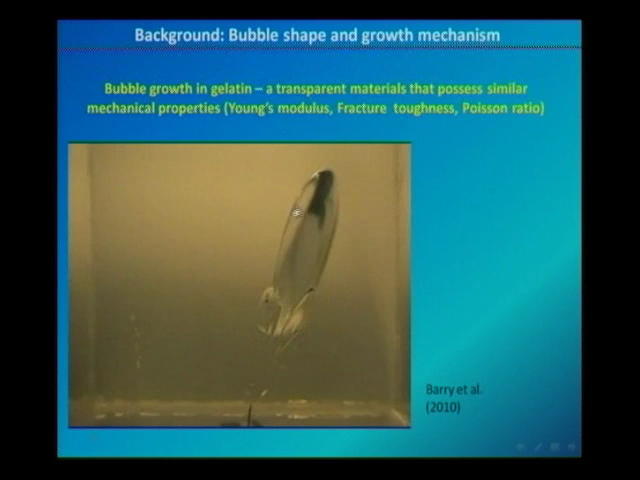 Background: Bubble shape and growth mechanism
Bubble growth in gelatin – a transparent materials that possess similar
mechanical properties (Young's modulus, Fracture toughness, Poisson ratio)
Barry et al.
(2010)